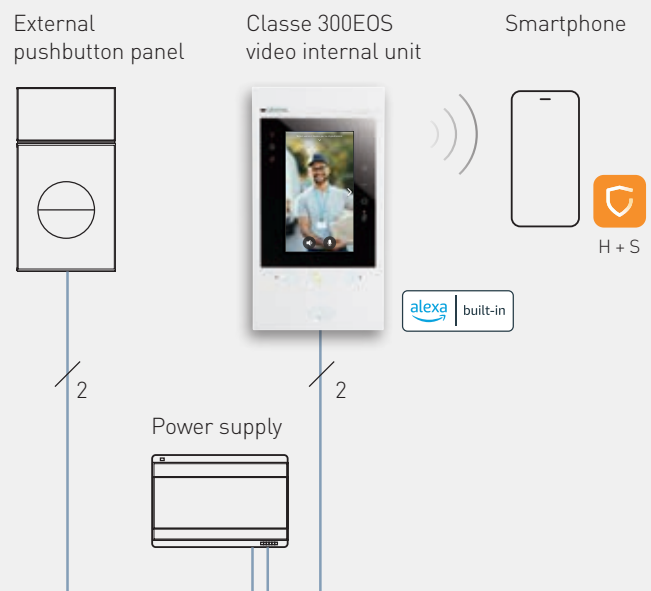 External
pushbutton panel
Classe 300EOS
video internal unit
Smartphone
H + S
alexa built-in
2
2
Power supply